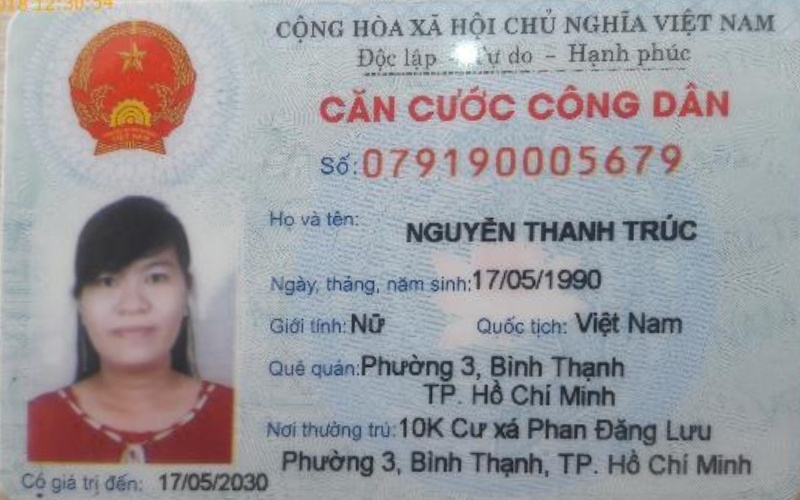 18 12:30:54
CỘNG HÒA XÃ HỘI CHỦ NGHĨA VIỆT NAM
Độc lập - Tự do - Hạnh phúc
CĂN CƯỚC CÔNG DÂN
Số: 079190005679
Họ và tên: NGUYỄN THANH TRÚC
Ngày, tháng, năm sinh: 17/05/1990
Giới tính: Nữ Quốc tịch: Việt Nam
Quê quán: Phường 3, Bình Thạnh
TP. Hồ Chí Minh
Nơi thường trú: 10K Cư xá Phan Đăng Lưu
Phường 3, Bình Thạnh, TP. Hồ Chí Minh
Có giá trị đến: 17/05/2030